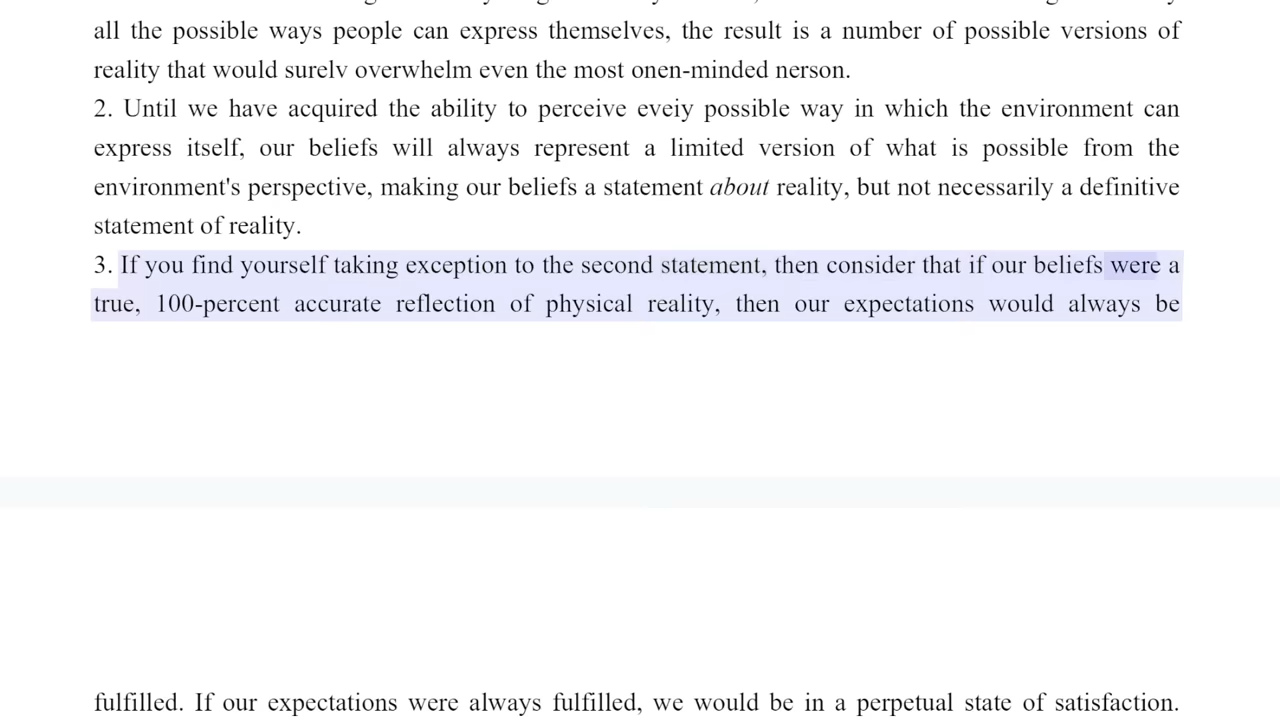 all the possible ways people can express themselves, the result is a number of possible versions of
reality that would surelv overwhelm even the most onen-minded nerson.
2. Until we have acquired the ability to perceive eveiy possible way in which the environment can
express itself, our beliefs will always represent a limited version of what is possible from the
environment's perspective, making our beliefs a statement about reality, but not necessarily a definitive
statement of reality.
3. If you find yourself taking exception to the second statement, then consider that if our beliefs were a
true, 100-percent accurate reflection of physical reality, then our expectations would always be
fulfilled. If our expectations were always fulfilled, we would be in a perpetual state of satisfaction.